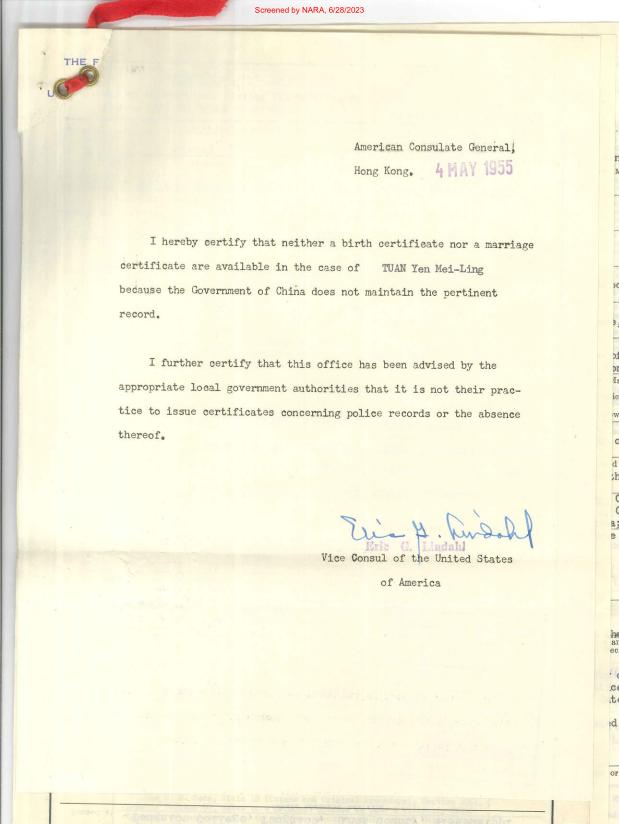 Screened by NARA, 6/28/2023
THE F
U
American Consulate General,
Hong Kong. 4 MAY 1955
I hereby certify that neither a birth certificate nor a marriage
certificate are available in the case of TUAN Yen Mei-Ling
because the Government of China does not maintain the pertinent
record.
I further certify that this office has been advised by the
appropriate local government authorities that it is not their prac-
tice to issue certificates concerning police records or the absence
thereof.
Eric G. Lindahl
Eric G. Lindahl
Vice Consul of the United States
of America